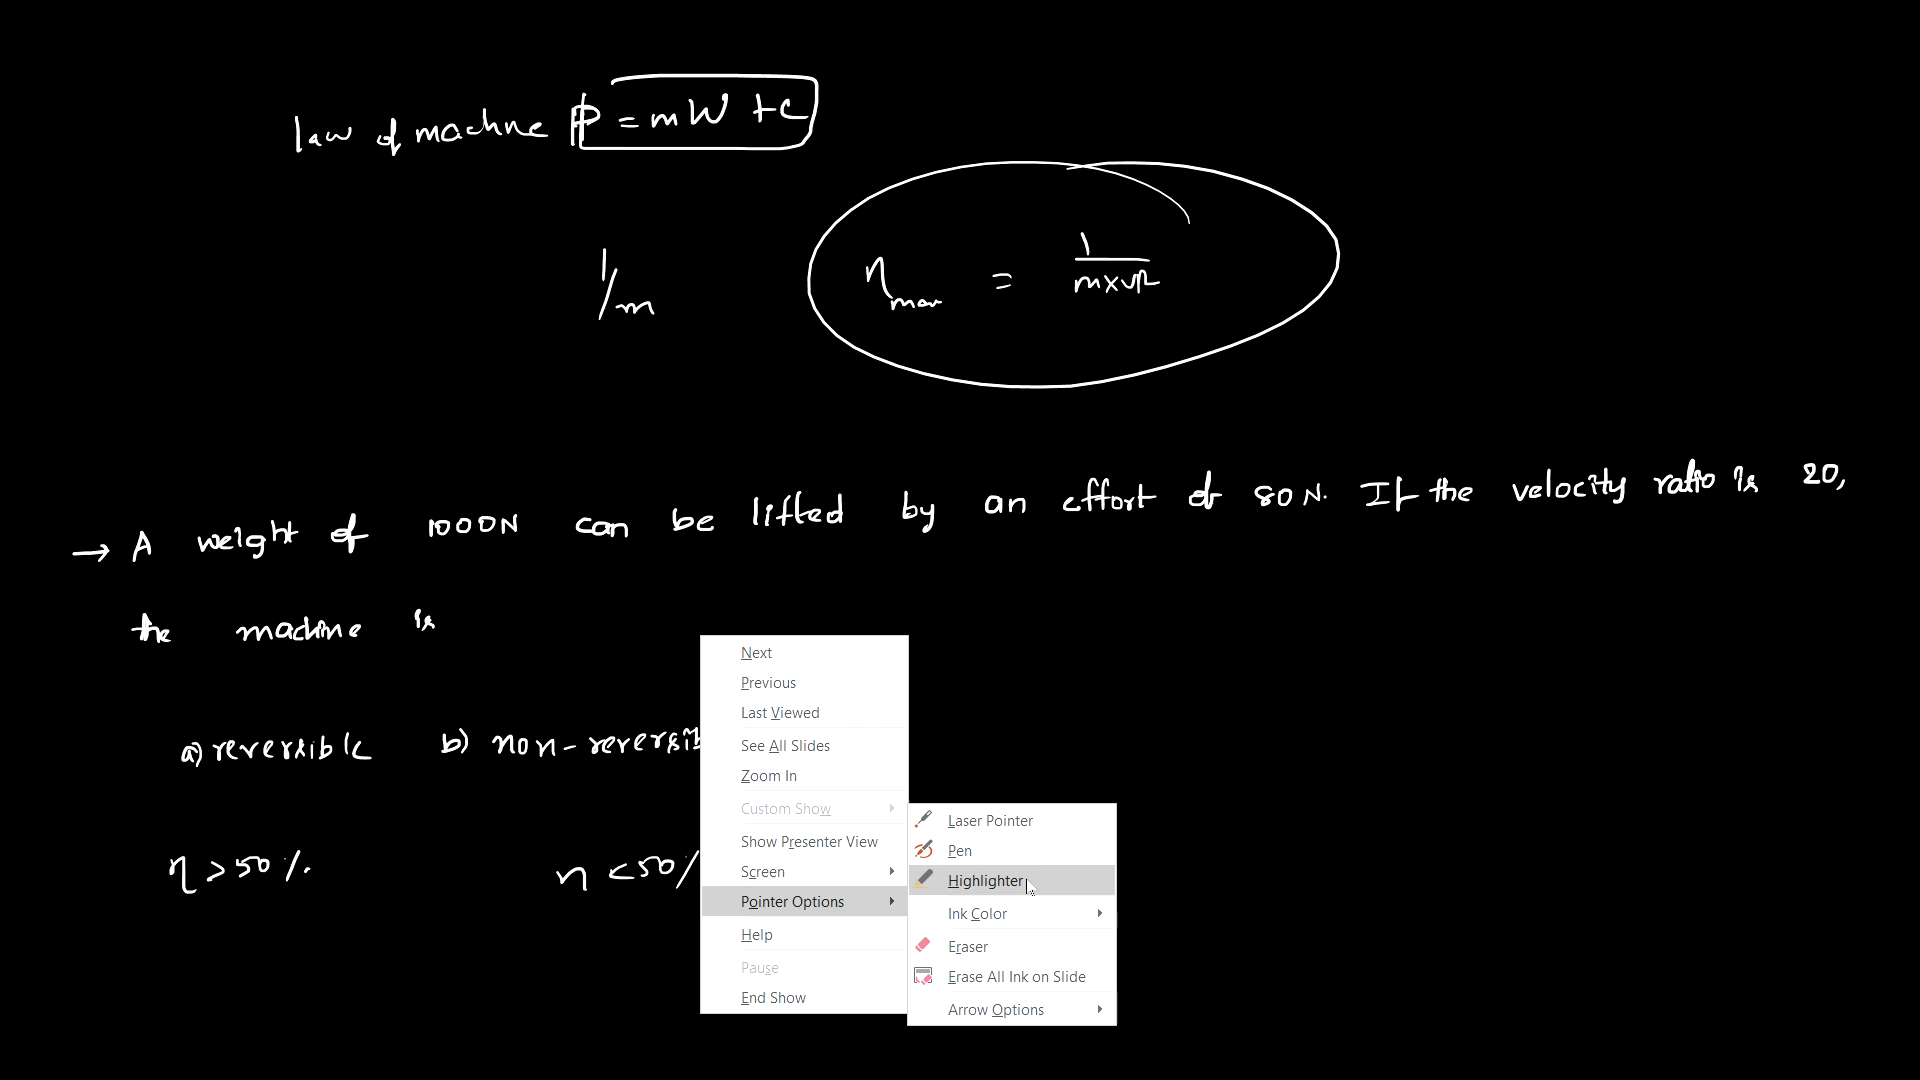 law of machine P = mW + C
1/m
η max = 1 / m×VR
→ A weight of 1000N can be lifted by an effort of 80 N. If the velocity ratio is 20,
the machine is
a) reversible b) non-reversib
η > 50 %. η < 50 %
Next
Previous
Last Viewed
See All Slides
Zoom In
Custom Show
Show Presenter View
Screen
Pointer Options
Help
Pause
End Show
Laser Pointer
Pen
Highlighter
Ink Color
Eraser
Erase All Ink on Slide
Arrow Options